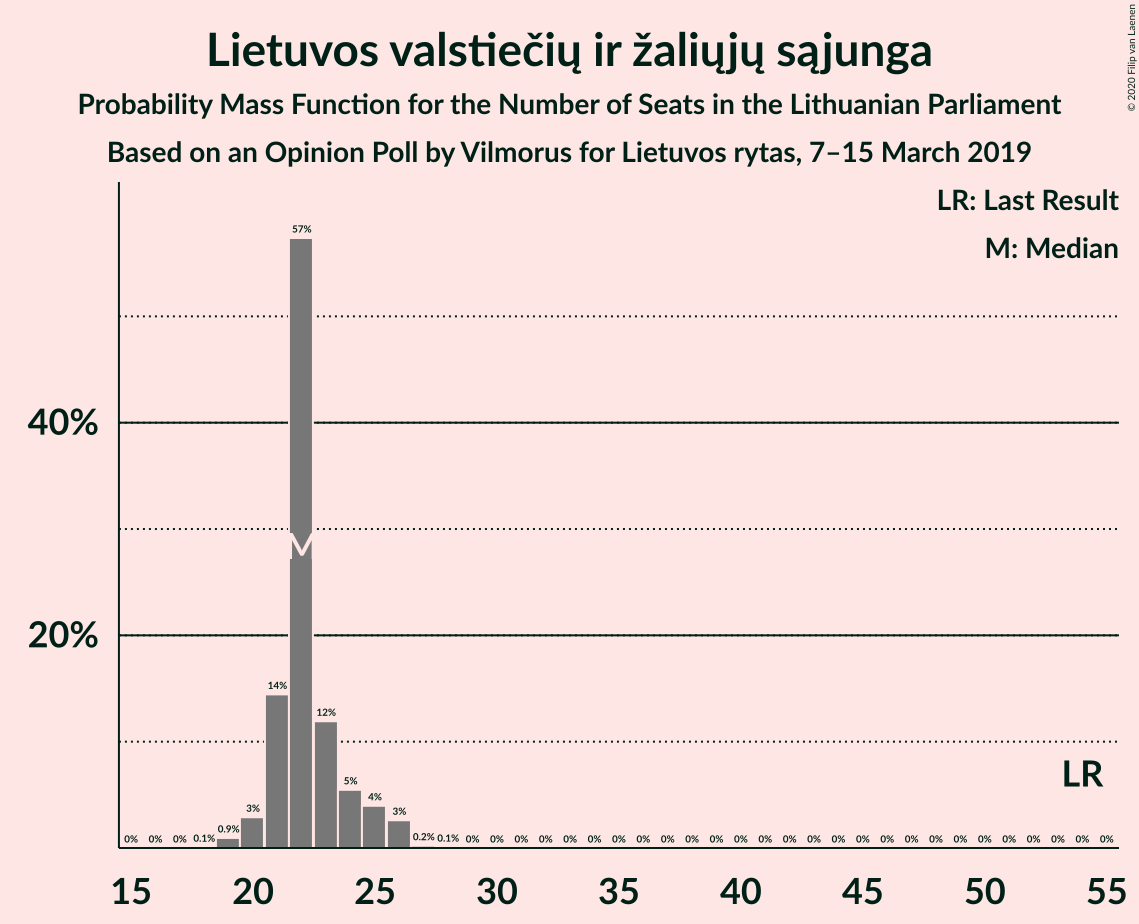 Lietuvos valstiečių ir žaliųjų sąjunga
Probability Mass Function for the Number of Seats in the Lithuanian Parliament
Based on an Opinion Poll by Vilmorus for Lietuvos rytas, 7–15 March 2019
© 2020 Filip van Laenen
LR: Last Result
M: Median
57%
40%
M
20%
14%
12%
LR
5%
4%
3%
3%
0.9%
0% 0% 0% 0.1% 0.2% 0.1% 0% 0% 0% 0% 0% 0% 0% 0% 0% 0% 0% 0% 0% 0% 0% 0% 0% 0% 0% 0% 0% 0% 0% 0% 0% 0% 0%
15 20 25 30 35 40 45 50 55